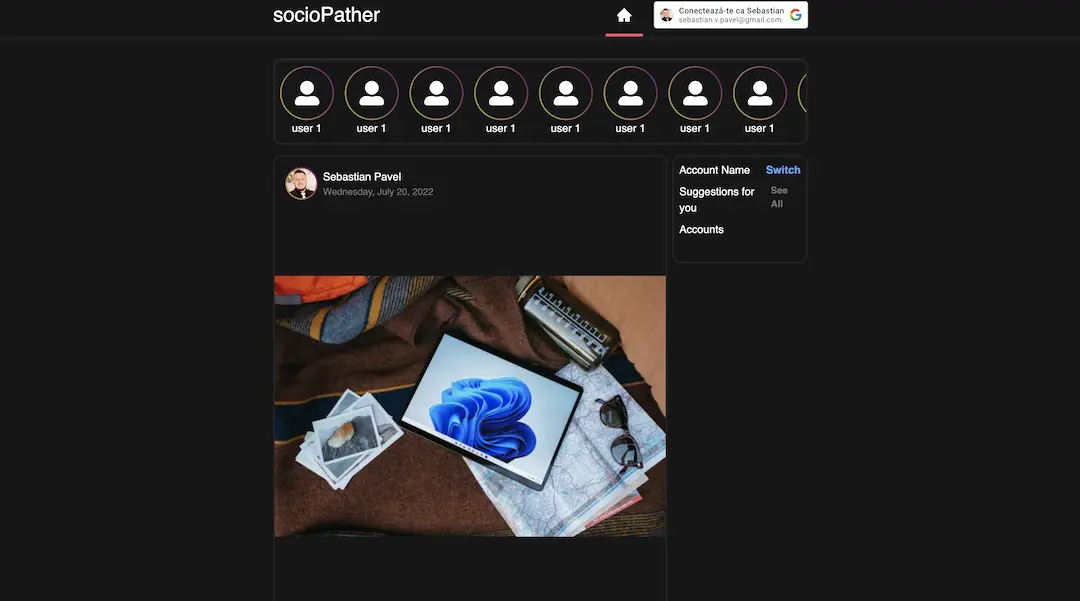 socioPather
Conectează-te ca Sebastian
sebastian.v.pavel@gmail.com
user 1
user 1
user 1
user 1
user 1
user 1
user 1
user 1
Sebastian Pavel
Wednesday, July 20, 2022
Account Name
Switch
Suggestions for
you
See
All
Accounts